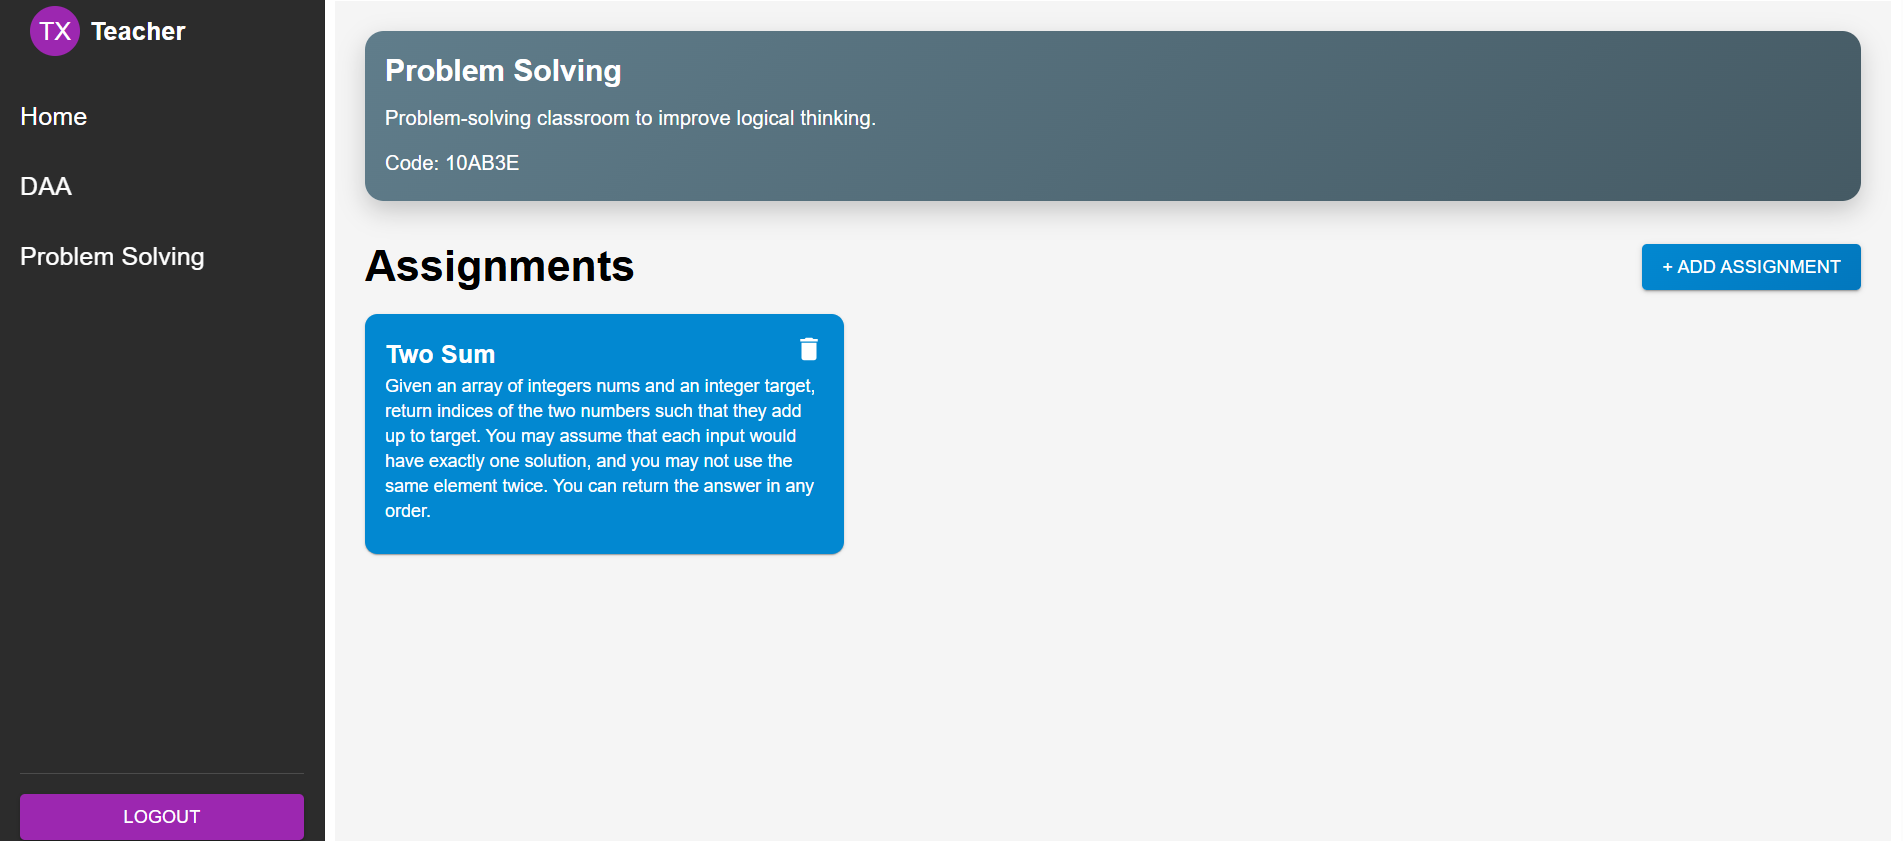 TX Teacher
Home
DAA
Problem Solving
LOGOUT
Problem Solving
Problem-solving classroom to improve logical thinking.
Code: 10AB3E
Assignments
+ ADD ASSIGNMENT
Two Sum
Given an array of integers nums and an integer target,
return indices of the two numbers such that they add
up to target. You may assume that each input would
have exactly one solution, and you may not use the
same element twice. You can return the answer in any
order.